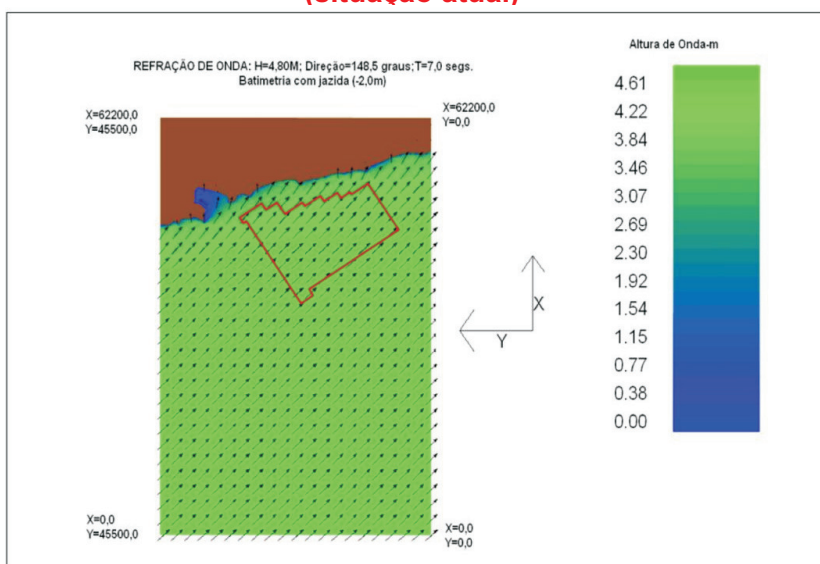 (situação atual)
REFRAÇÃO DE ONDA: H=4,80M; Direção=148,5 graus;T=7,0 segs.
Batimetria com jazida (-2,0m)
X=62200,0
Y=45500,0
X=62200,0
Y=0,0
X
Y
X=0,0
Y=45500,0
X=0,0
Y=0,0
Altura de Onda-m
4.61
4.22
3.84
3.46
3.07
2.69
2.30
1.92
1.54
1.15
0.77
0.38
0.00